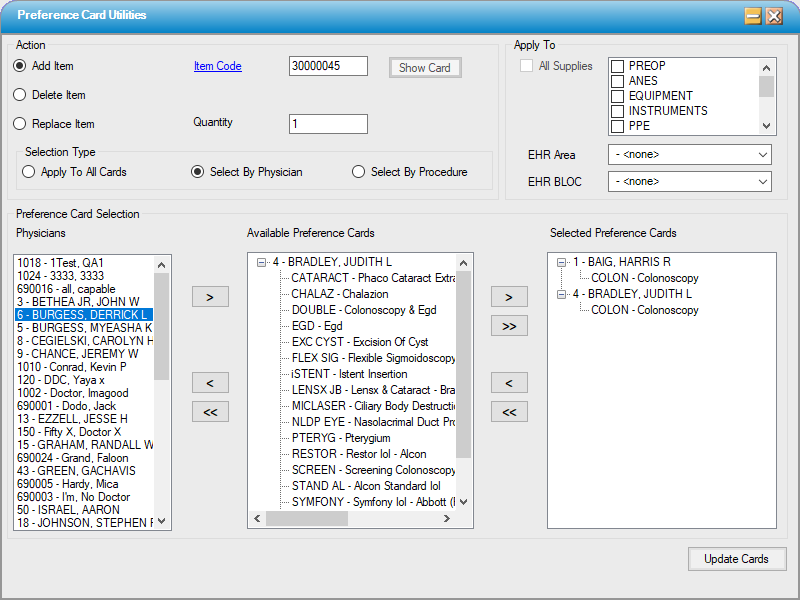 Preference Card Utilities
Action
Add Item
Item Code
30000045
Show Card
Delete Item
Replace Item
Quantity
1
Selection Type
Apply To All Cards
Select By Physician
Select By Procedure
Apply To
All Supplies
PREOP
ANES
EQUIPMENT
INSTRUMENTS
PPE
EHR Area
- <none>
EHR BLOC
- <none>
Preference Card Selection
Physicians
1018 - 1Test, QA1
1024 - 3333, 3333
690016 - all, capable
3 - BETHEA JR, JOHN W
6 - BURGESS, DERRICK L
5 - BURGESS, MYEASHA K
8 - CEGIELSKI, CAROLYN H
9 - CHANCE, JEREMY W
1010 - Conrad, Kevin P
120 - DDC, Yaya x
1002 - Doctor, Imagood
690001 - Dodo, Jack
13 - EZZELL, JESSE H
150 - Fifty X, Doctor X
15 - GRAHAM, RANDALL W
690024 - Grand, Faloon
43 - GREEN, GACHAVIS
690005 - Hardy, Mica
690003 - I'm, No Doctor
50 - ISRAEL, AARON
18 - JOHNSON, STEPHEN
>
<
<<
Available Preference Cards
4 - BRADLEY, JUDITH L
CATARACT - Phaco Cataract Extra
CHALAZ - Chalazion
DOUBLE - Colonoscopy & Egd
EGD - Egd
EXC CYST - Excision Of Cyst
FLEX SIG - Flexible Sigmoidoscopy
iSTENT - Istent Insertion
LENSX JB - Lensx & Cataract - Bra
MICLASER - Ciliary Body Destructi
NLDP EYE - Nasolacrimal Duct Pro
PTERYG - Pterygium
RESTOR - Restor Iol - Alcon
SCREEN - Screening Colonoscopy
STAND AL - Alcon Standard Iol
SYMFONY - Symfony Iol - Abbott (
>
>>
<
<<
Selected Preference Cards
1 - BAIG, HARRIS R
COLON - Colonoscopy
4 - BRADLEY, JUDITH L
COLON - Colonoscopy
Update Cards